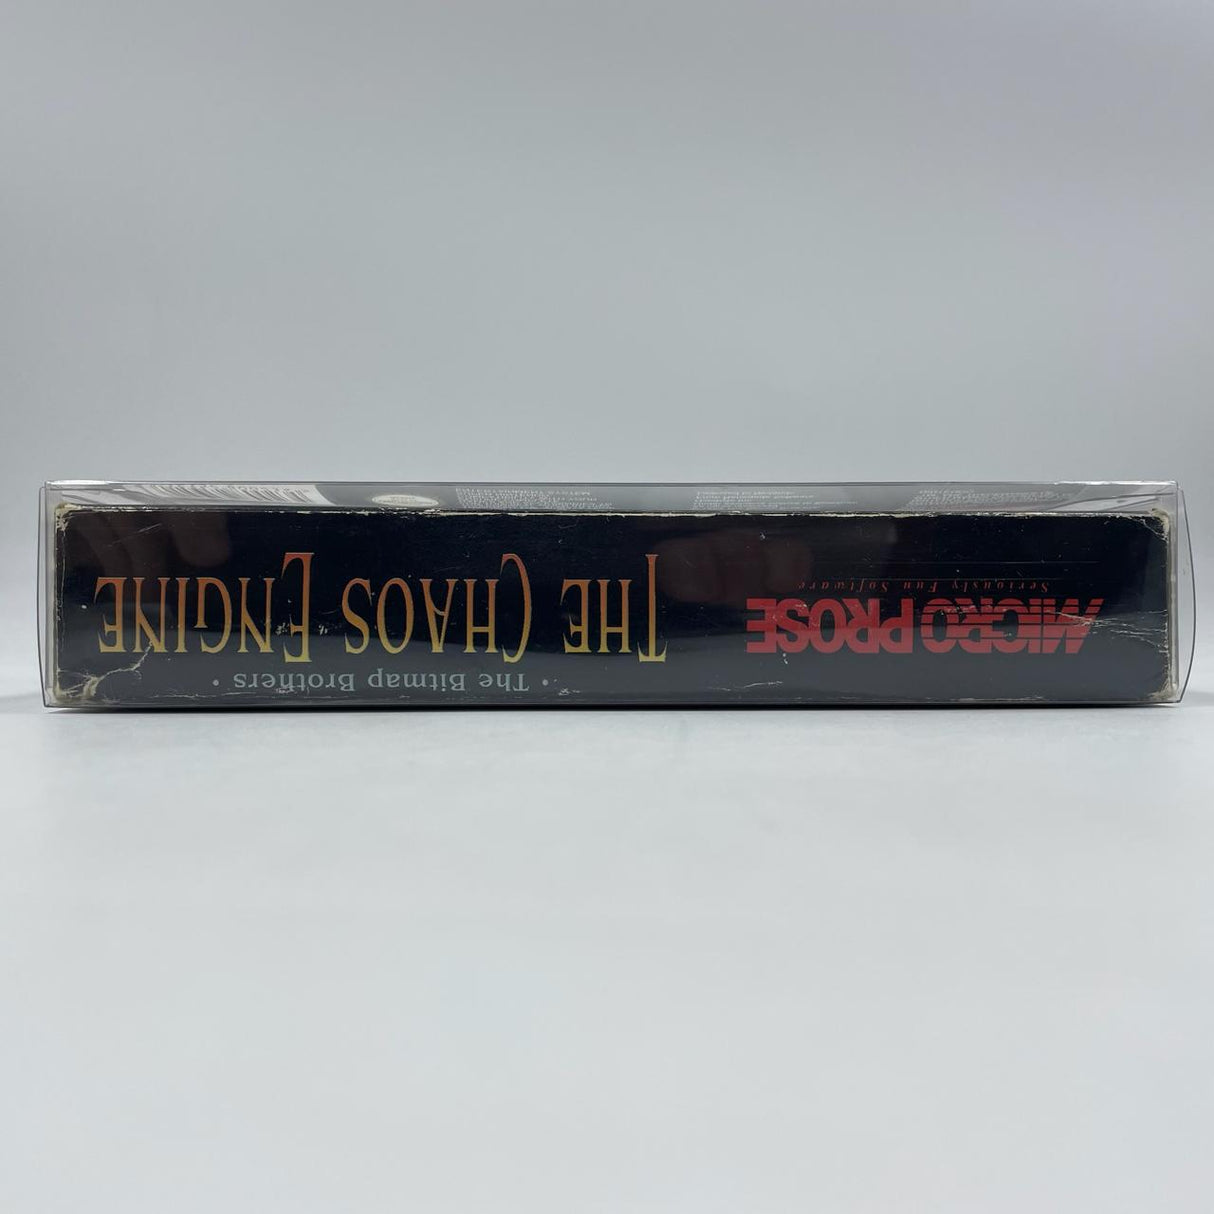 MICRO PROSE
Seriously Fun Software
• The Bitmap Brothers •
THE CHAOS ENGINE